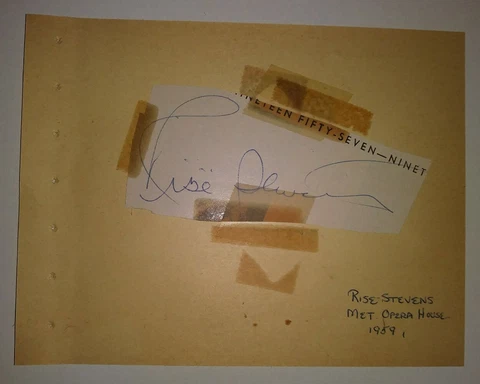 NINETEEN FIFTY-SEVEN—NINET
Risë Stevens
RISE STEVENS
MET OPERA HOUSE
1959